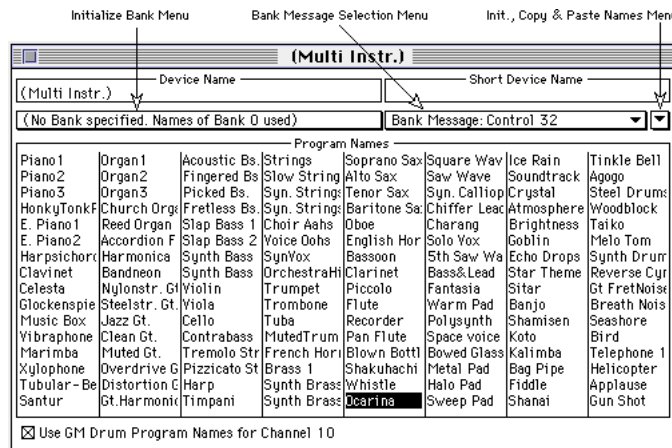 Initialize Bank Menu Bank Message Selection Menu Init., Copy & Paste Names Men
(Multi Instr.)
Device Name Short Device Name
(Multi Instr.)
(No Bank specified. Names of Bank 0 used) Bank Message: Control 32
Program Names
Piano1 Organ1 Acoustic Bs. Strings Soprano Sax Square Wav Ice Rain Tinkle Bell
Piano2 Organ2 Fingered Bs Slow String Alto Sax Saw Wave Soundtrack Agogo
Piano3 Organ3 Picked Bs. Syn. Strings Tenor Sax Syn. Calliop Crystal Steel Drums
HonkyTonkP Church Orga Fretless Bs. Syn. Strings Baritone Sa: Chiffer Lead Atmosphere Woodblock
E. Piano1 Reed Organ Slap Bass 1 Choir Aahs Oboe Charang Brightness Taiko
E. Piano2 Accordion F Slap Bass 2 Voice Oohs English Hor Solo Vox Goblin Melo Tom
Harpsichord Harmonica Synth Bass SynVox Bassoon 5th Saw Wa Echo Drops Synth Drum
Clavinet Bandneon Synth Bass OrchestraHi Clarinet Bass&Lead Star Theme Reverse Cyr
Celesta Nylonstr. Gt Violin Trumpet Piccolo Fantasia Sitar Gt FretNoise
Glockenspie Steelstr. Gt. Viola Trombone Flute Warm Pad Banjo Breath Nois
Music Box Jazz Gt. Cello Tuba Recorder Polysynth Shamisen Seashore
Vibraphone Clean Gt. Contrabass MutedTrum Pan Flute Space voice Koto Bird
Marimba Muted Gt. Tremolo Str French Horn Blown Bottl Bowed Glass Kalimba Telephone 1
Xylophone Overdrive G Pizzicato St Brass 1 Shakuhachi Metal Pad Bag Pipe Helicopter
Tubular-Be Distortion G Harp Synth Brass Whistle Halo Pad Fiddle Applause
Santur Gt.Harmonic Timpani Synth Brass Ocarina Sweep Pad Shanai Gun Shot
Use GM Drum Program Names for Channel 10